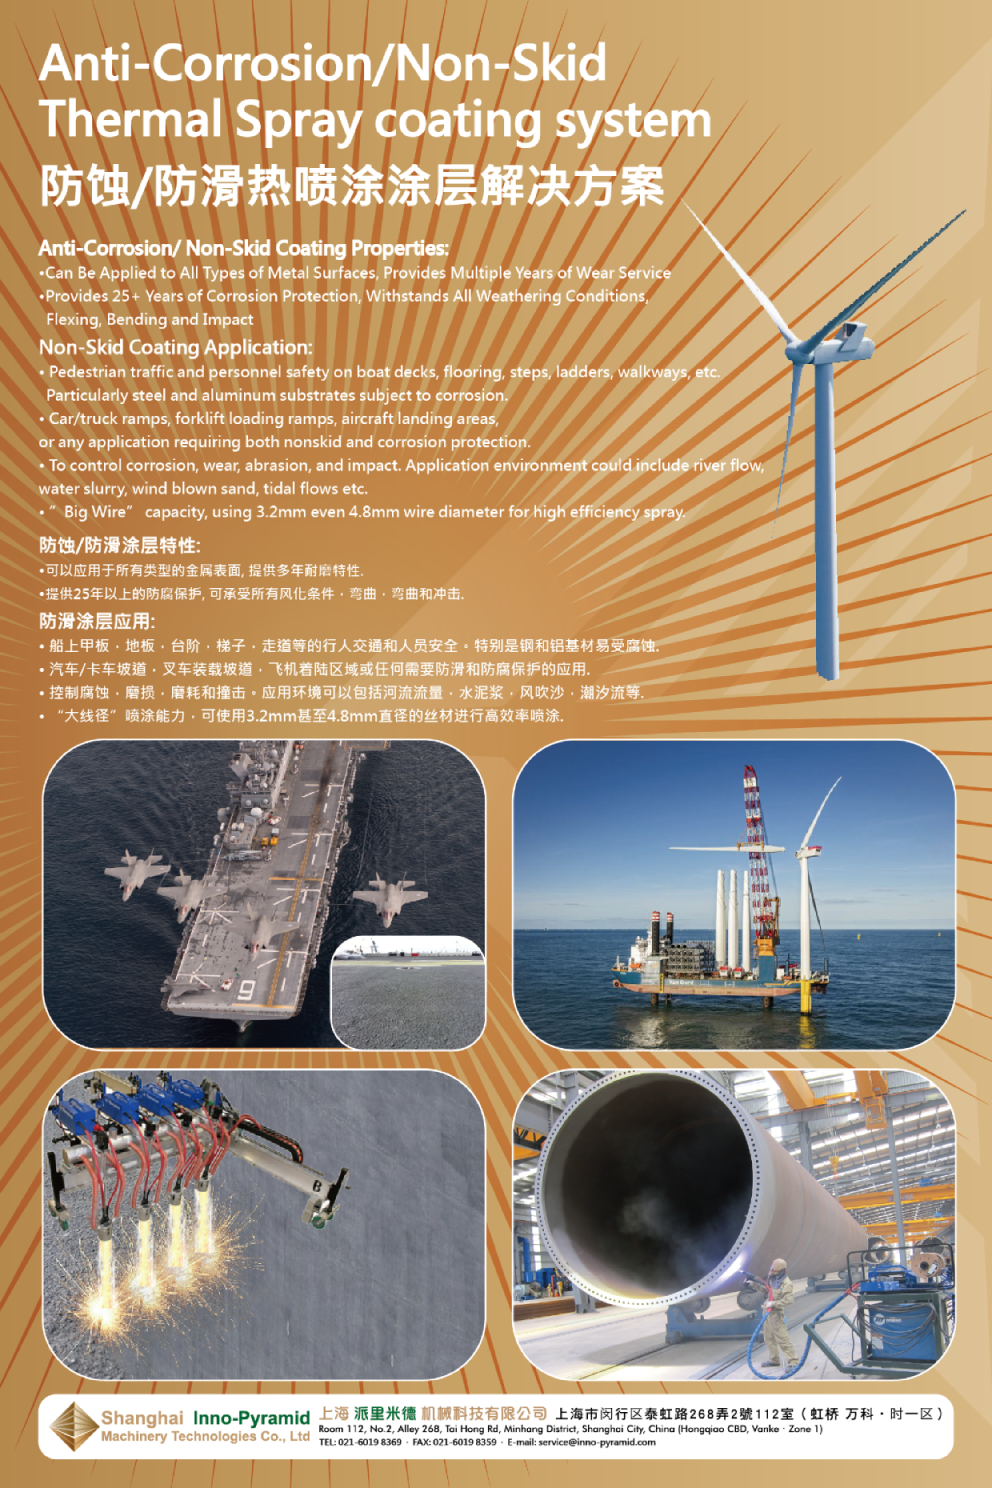 Anti-Corrosion/Non-Skid
Thermal Spray coating system
防蚀/防滑热喷涂涂层解决方案
Anti-Corrosion/ Non-Skid Coating Properties:
•Can Be Applied to All Types of Metal Surfaces, Provides Multiple Years of Wear Service
•Provides 25+ Years of Corrosion Protection, Withstands All Weathering Conditions,
Flexing, Bending and Impact
Non-Skid Coating Application:
• Pedestrian traffic and personnel safety on boat decks, flooring, steps, ladders, walkways, etc.
Particularly steel and aluminum substrates subject to corrosion.
• Car/truck ramps, forklift loading ramps, aircraft landing areas,
or any application requiring both nonskid and corrosion protection.
• To control corrosion, wear, abrasion, and impact. Application environment could include river flow,
water slurry, wind blown sand, tidal flows etc.
• ” Big Wire” capacity, using 3.2mm even 4.8mm wire diameter for high efficiency spray.
防蚀/防滑涂层特性:
•可以应用于所有类型的金属表面, 提供多年耐磨特性.
•提供25年以上的防腐保护, 可承受所有风化条件，弯曲，弯曲和冲击.
防滑涂层应用:
• 船上甲板，地板，台阶，梯子，走道等的行人交通和人员安全。特别是钢和铝基材易受腐蚀.
• 汽车/卡车坡道，叉车装载坡道，飞机着陆区域或任何需要防滑和防腐保护的应用.
• 控制腐蚀，磨损，磨耗和撞击。应用环境可以包括河流流量，水泥浆，风吹沙，潮汐流等.
• “大线径”喷涂能力，可使用3.2mm甚至4.8mm直径的丝材进行高效率喷涂.
9
Van Oord
B
Shanghai Inno-Pyramid
Machinery Technologies Co., Ltd
上海 派里米德 机械科技有限公司 上海市闵行区泰虹路268弄2號112室（虹桥 万科・时一区）
Room 112, No.2, Alley 268, Tai Hong Rd, Minhang District, Shanghai City, China (Hongqiao CBD, Vanke · Zone 1)
TEL: 021-6019 8369 · FAX: 021-6019 8359 · E-mail: service@inno-pyramid.com